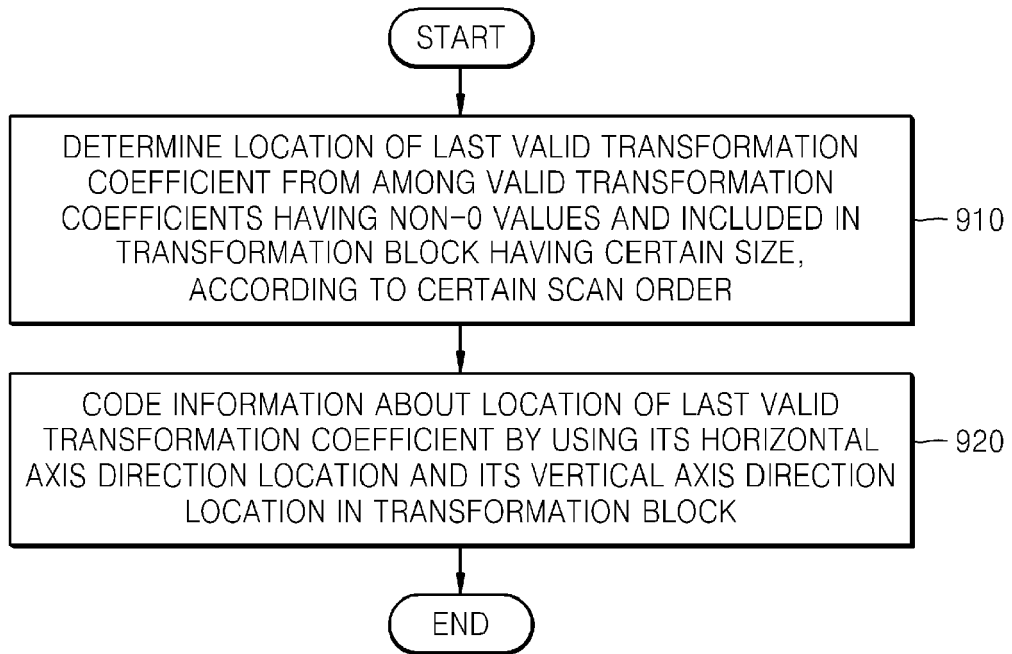 START
DETERMINE LOCATION OF LAST VALID TRANSFORMATION
COEFFICIENT FROM AMONG VALID TRANSFORMATION
COEFFICIENTS HAVING NON-0 VALUES AND INCLUDED IN
TRANSFORMATION BLOCK HAVING CERTAIN SIZE,
ACCORDING TO CERTAIN SCAN ORDER
910
CODE INFORMATION ABOUT LOCATION OF LAST VALID
TRANSFORMATION COEFFICIENT BY USING ITS HORIZONTAL
AXIS DIRECTION LOCATION AND ITS VERTICAL AXIS DIRECTION
LOCATION IN TRANSFORMATION BLOCK
920
END